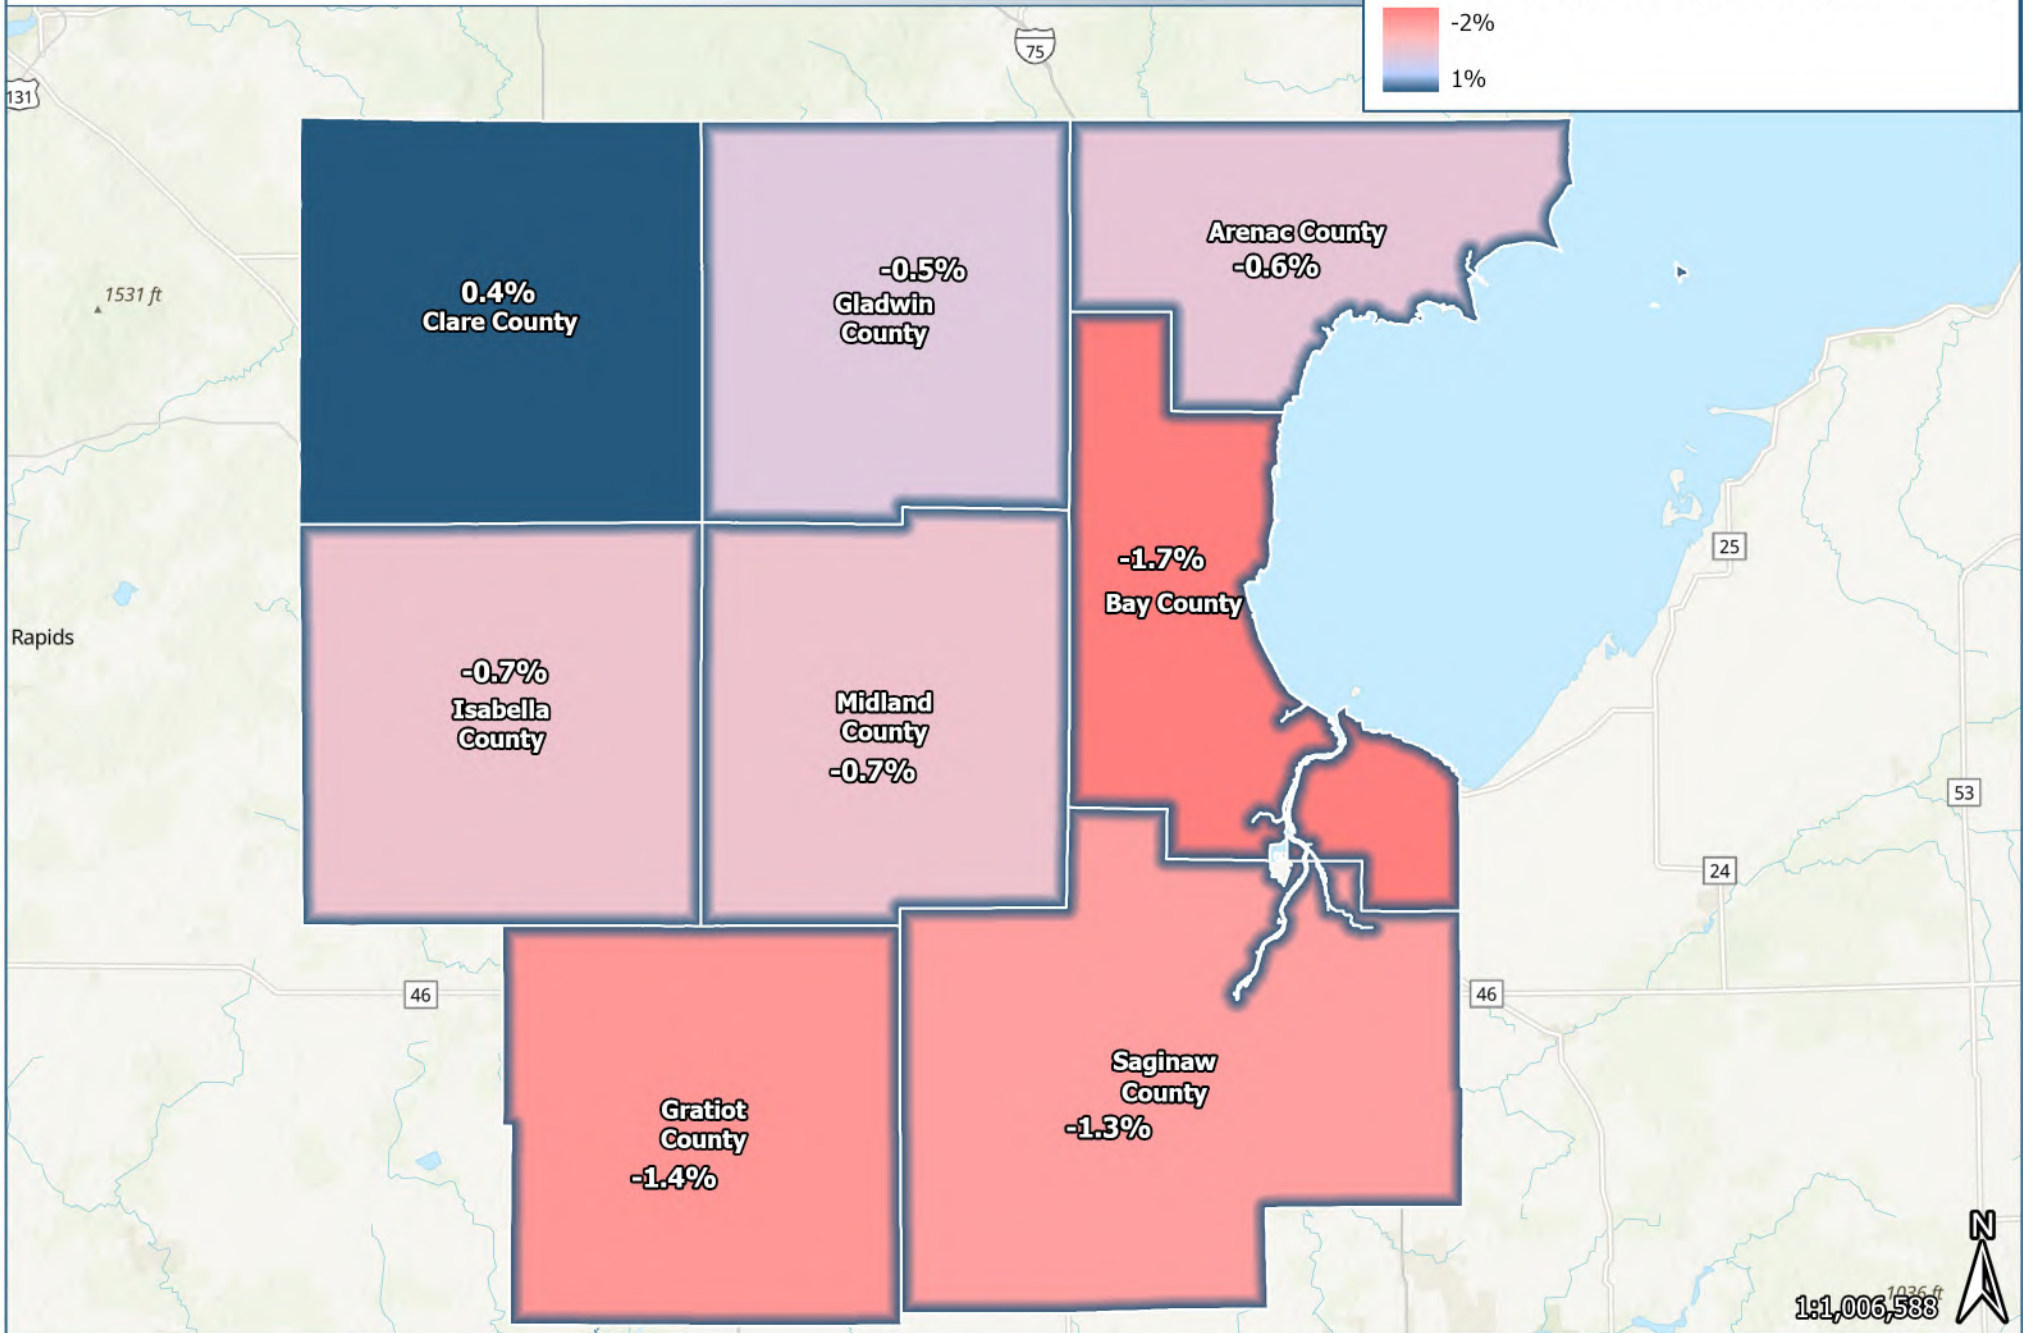 -2%
1%
75
131
Arenac County
-0.6%
-0.5%
Gladwin
County
0.4%
Clare County
1531 ft
-1.7%
Bay County
25
Rapids
-0.7%
Isabella
County
Midland
County
-0.7%
53
24
46
46
Saginaw
County
-1.3%
Gratiot
County
-1.4%
N
1036 ft
1:1,006,588